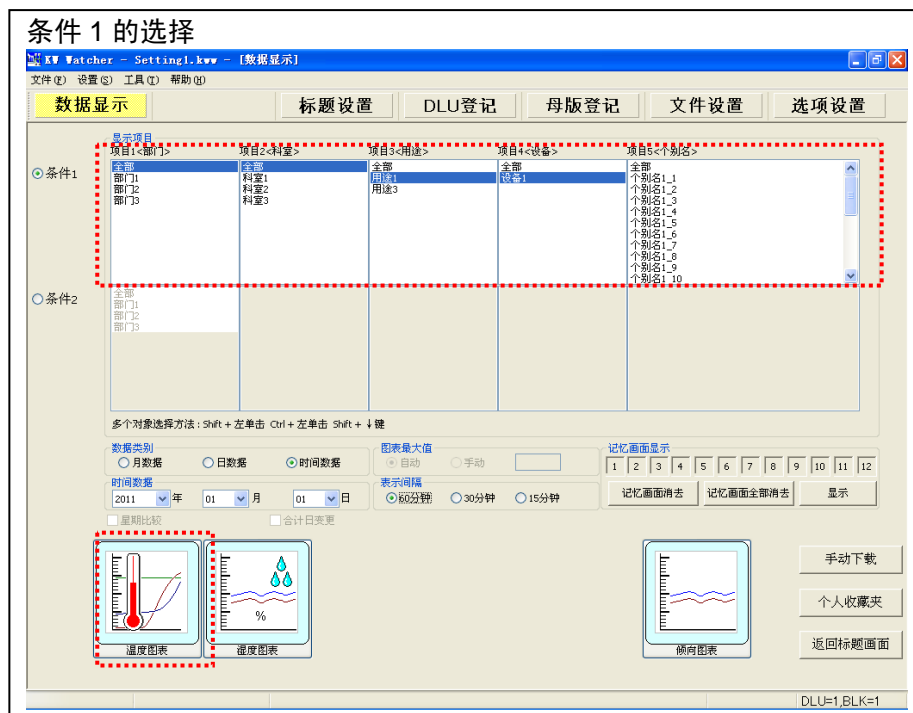 条件 1 的选择
KW Watcher - Setting1.kww - [数据显示]
文件(F) 设置(S) 工具(T) 帮助(H)
数据显示 标题设置 DLU登记 母版登记 文件设置 选项设置
显示项目
项目1<部门> 项目2<科室> 项目3<用途> 项目4<设备> 项目5<个别名>
条件1
全部 全部 全部 全部 全部
部门1 科室1 用途1 设备1 个别名1_1
部门2 科室2 用途3 个别名1_2
部门3 科室3 个别名1_3
个别名1_4
个别名1_5
个别名1_6
个别名1_7
个别名1_8
个别名1_9
个别名1_10
条件2
全部
部门1
部门2
部门3
多个对象选择方法：Shift + 左单击 Ctrl + 左单击 Shift + ↓键
数据类别 图表最大值 记忆画面显示
月数据 日数据 时间数据 自动 手动 1 2 3 4 5 6 7 8 9 10 11 12
时间数据 表示间隔
2011 年 01 月 01 日 60分钟 30分钟 15分钟 记忆画面消去 记忆画面全部消去 显示
星期比较 合计日变更
%
手动下载
个人收藏夹
温度图表 湿度图表 倾向图表 返回标题画面
DLU=1,BLK=1